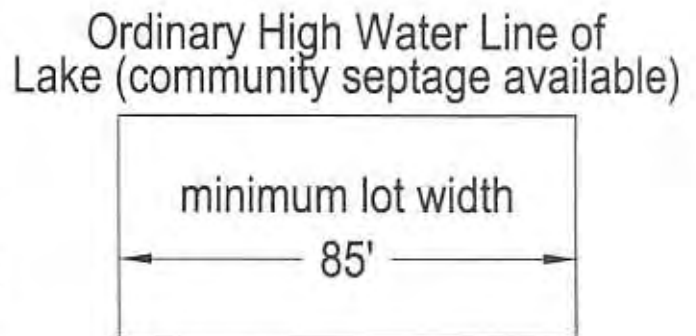 Ordinary High Water Line of
Lake (community septage available)
minimum lot width
85'